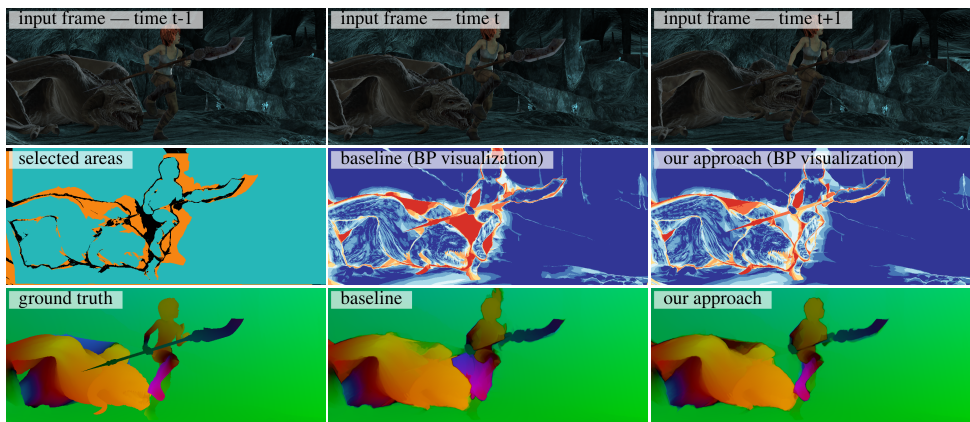 input frame — time t-1
input frame — time t
input frame — time t+1
selected areas
baseline (BP visualization)
our approach (BP visualization)
ground truth
baseline
our approach